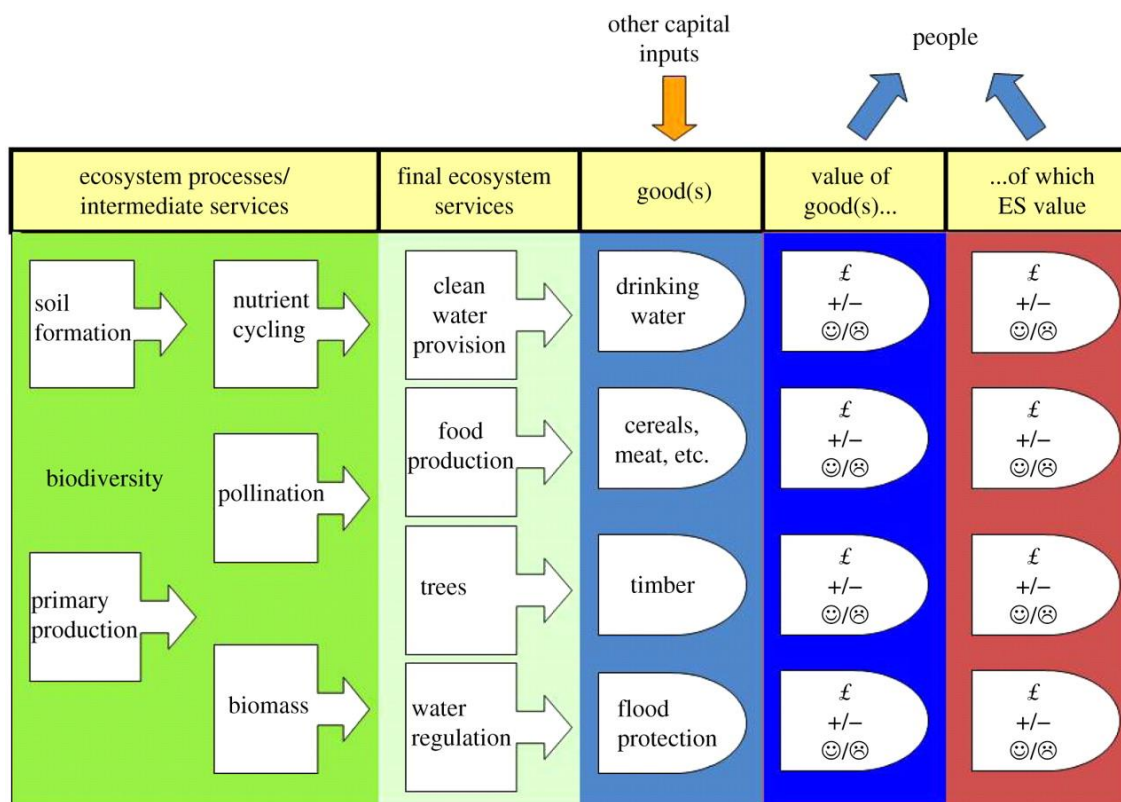 other capital
inputs
people
ecosystem processes/
intermediate services
final ecosystem
services
good(s)
value of
good(s)...
...of which
ES value
soil
formation
nutrient
cycling
clean
water
provision
drinking
water
£
+/–
☺/☹
£
+/–
☺/☹
biodiversity
pollination
food
production
cereals,
meat, etc.
£
+/–
☺/☹
£
+/–
☺/☹
primary
production
trees
timber
£
+/–
☺/☹
£
+/–
☺/☹
biomass
water
regulation
flood
protection
£
+/–
☺/☹
£
+/–
☺/☹